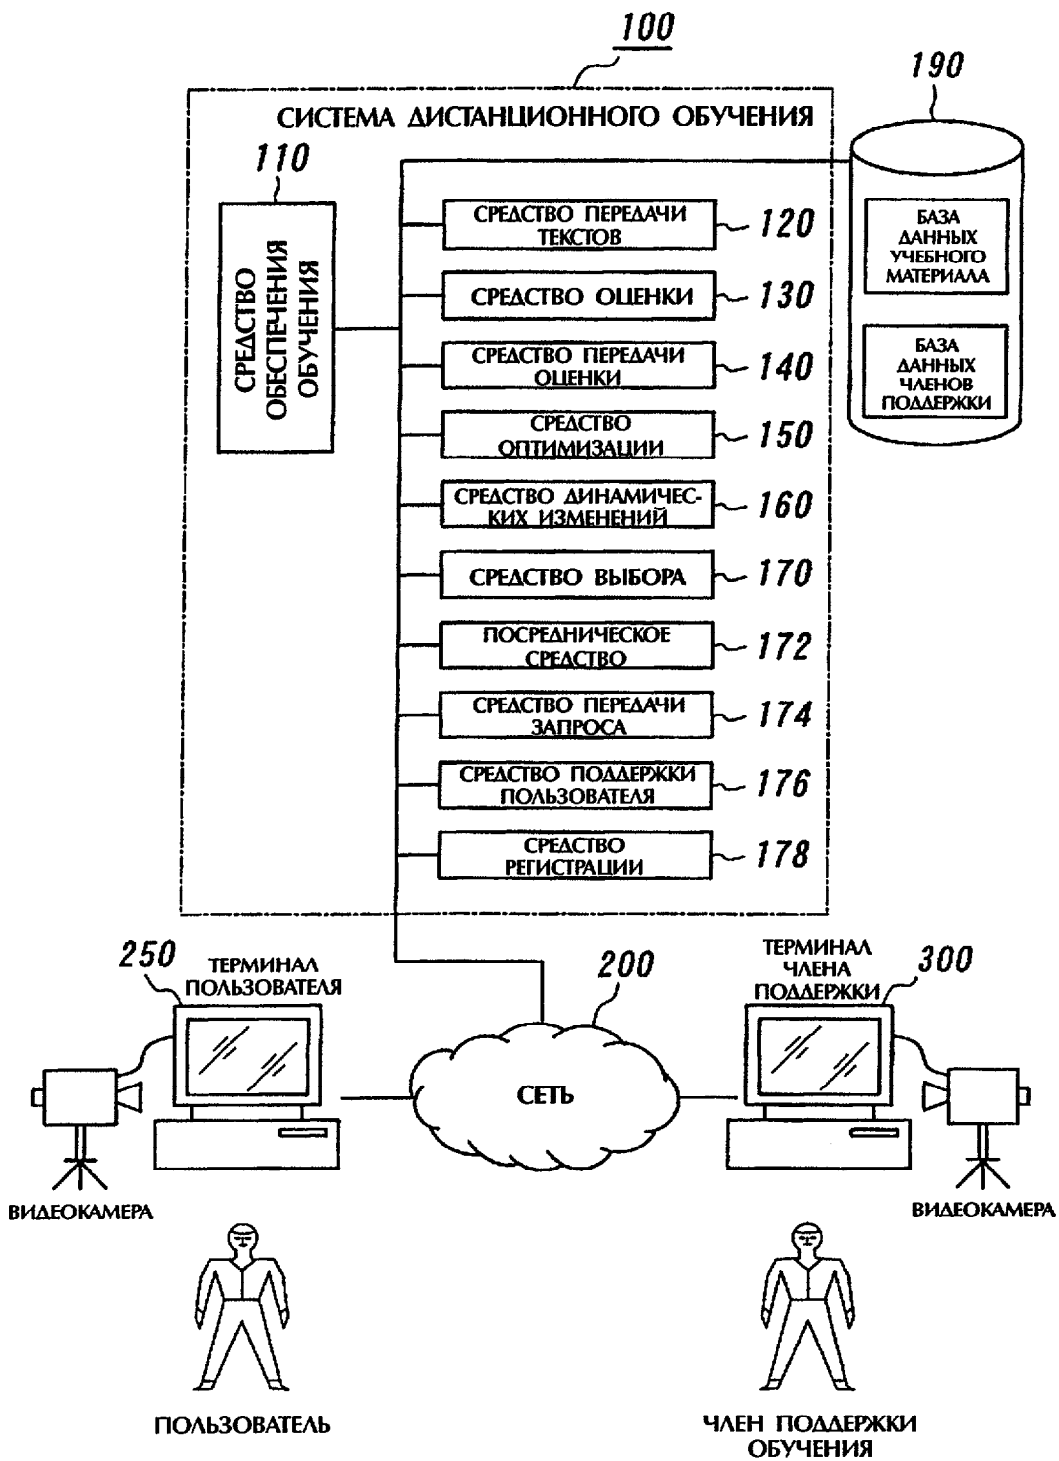 100
190
СИСТЕМА ДИСТАНЦИОННОГО ОБУЧЕНИЯ
110
СРЕДСТВО
ОБЕСПЕЧЕНИЯ
ОБУЧЕНИЯ
СРЕДСТВО ПЕРЕДАЧИ
ТЕКСТОВ
120
СРЕДСТВО ОЦЕНКИ
130
СРЕДСТВО ПЕРЕДАЧИ
ОЦЕНКИ
140
СРЕДСТВО
ОПТИМИЗАЦИИ
150
СРЕДСТВО ДИНАМИЧЕС-
КИХ ИЗМЕНЕНИЙ
160
СРЕДСТВО ВЫБОРА
170
ПОСРЕДНИЧЕСКОЕ
СРЕДСТВО
172
СРЕДСТВО ПЕРЕДАЧИ
ЗАПРОСА
174
СРЕДСТВО ПОДДЕРЖКИ
ПОЛЬЗОВАТЕЛЯ
176
СРЕДСТВО
РЕГИСТРАЦИИ
178
БАЗА
ДАННЫХ
УЧЕБНОГО
МАТЕРИАЛА
БАЗА
ДАННЫХ
ЧЛЕНОВ
ПОДДЕРЖКИ
250
ТЕРМИНАЛ
ПОЛЬЗОВАТЕЛЯ
200
ТЕРМИНАЛ
ЧЛЕНА
ПОДДЕРЖКИ
300
СЕТЬ
ВИДЕОКАМЕРА
ВИДЕОКАМЕРА
ПОЛЬЗОВАТЕЛЬ
ЧЛЕН ПОДДЕРЖКИ
ОБУЧЕНИЯ